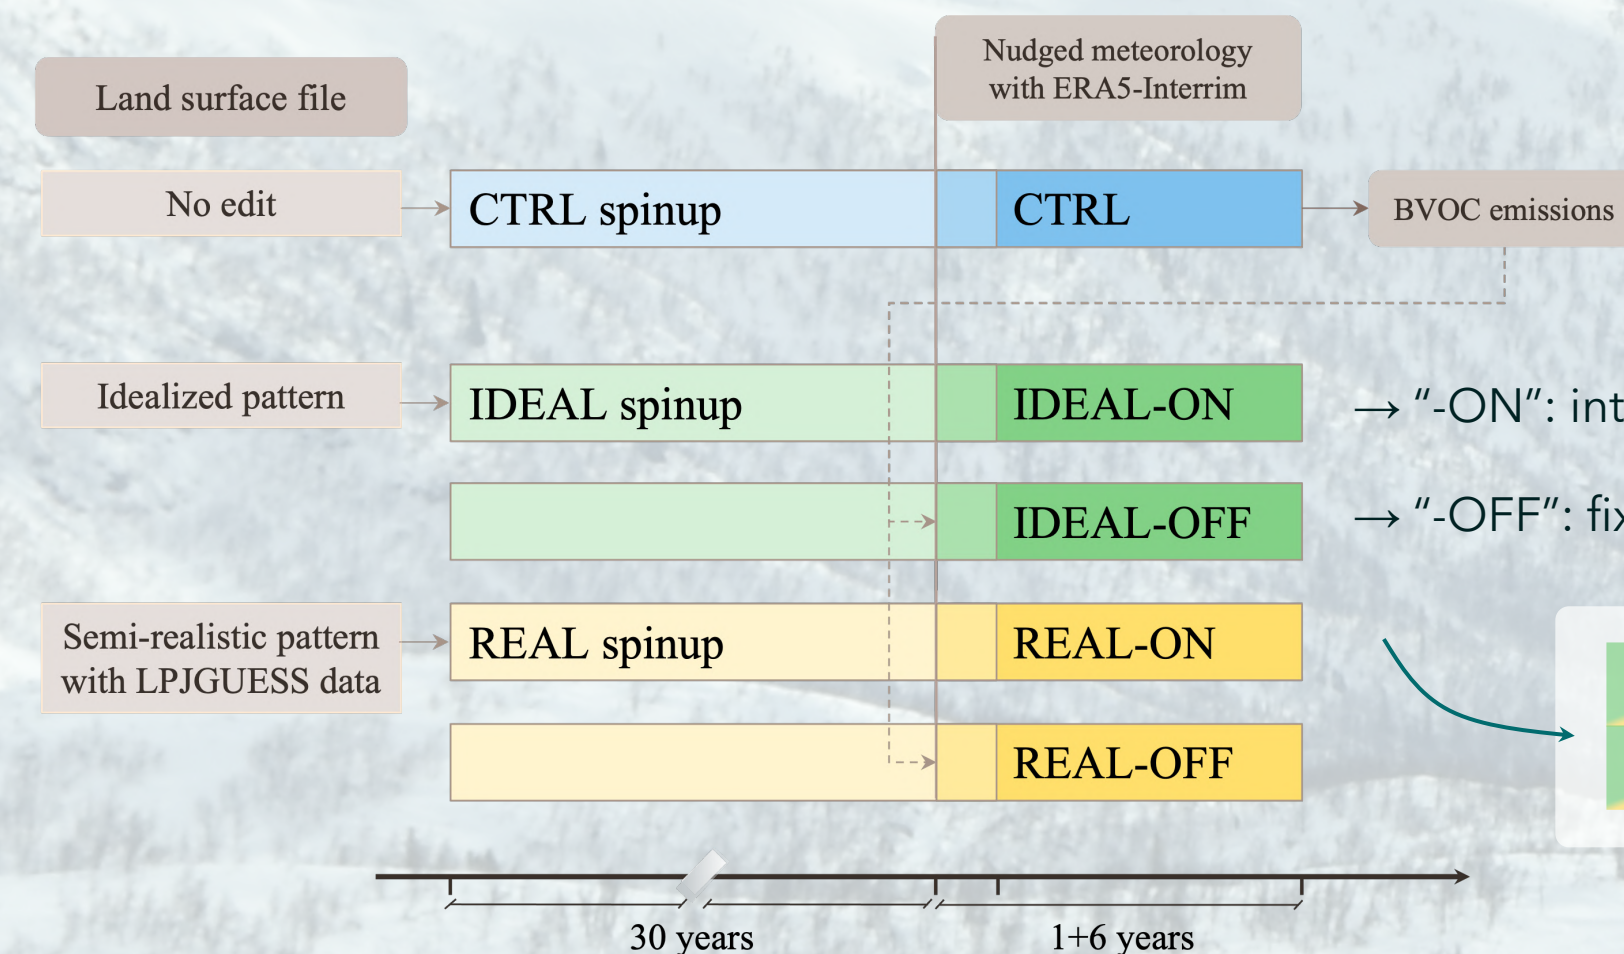 Nudged meteorology
with ERA5-Interrim
Land surface file
No edit
CTRL spinup
CTRL
BVOC emissions
Idealized pattern
IDEAL spinup
IDEAL-ON
→ “-ON”: int
IDEAL-OFF
→ “-OFF”: fix
Semi-realistic pattern
with LPJGUESS data
REAL spinup
REAL-ON
REAL-OFF
30 years
1+6 years